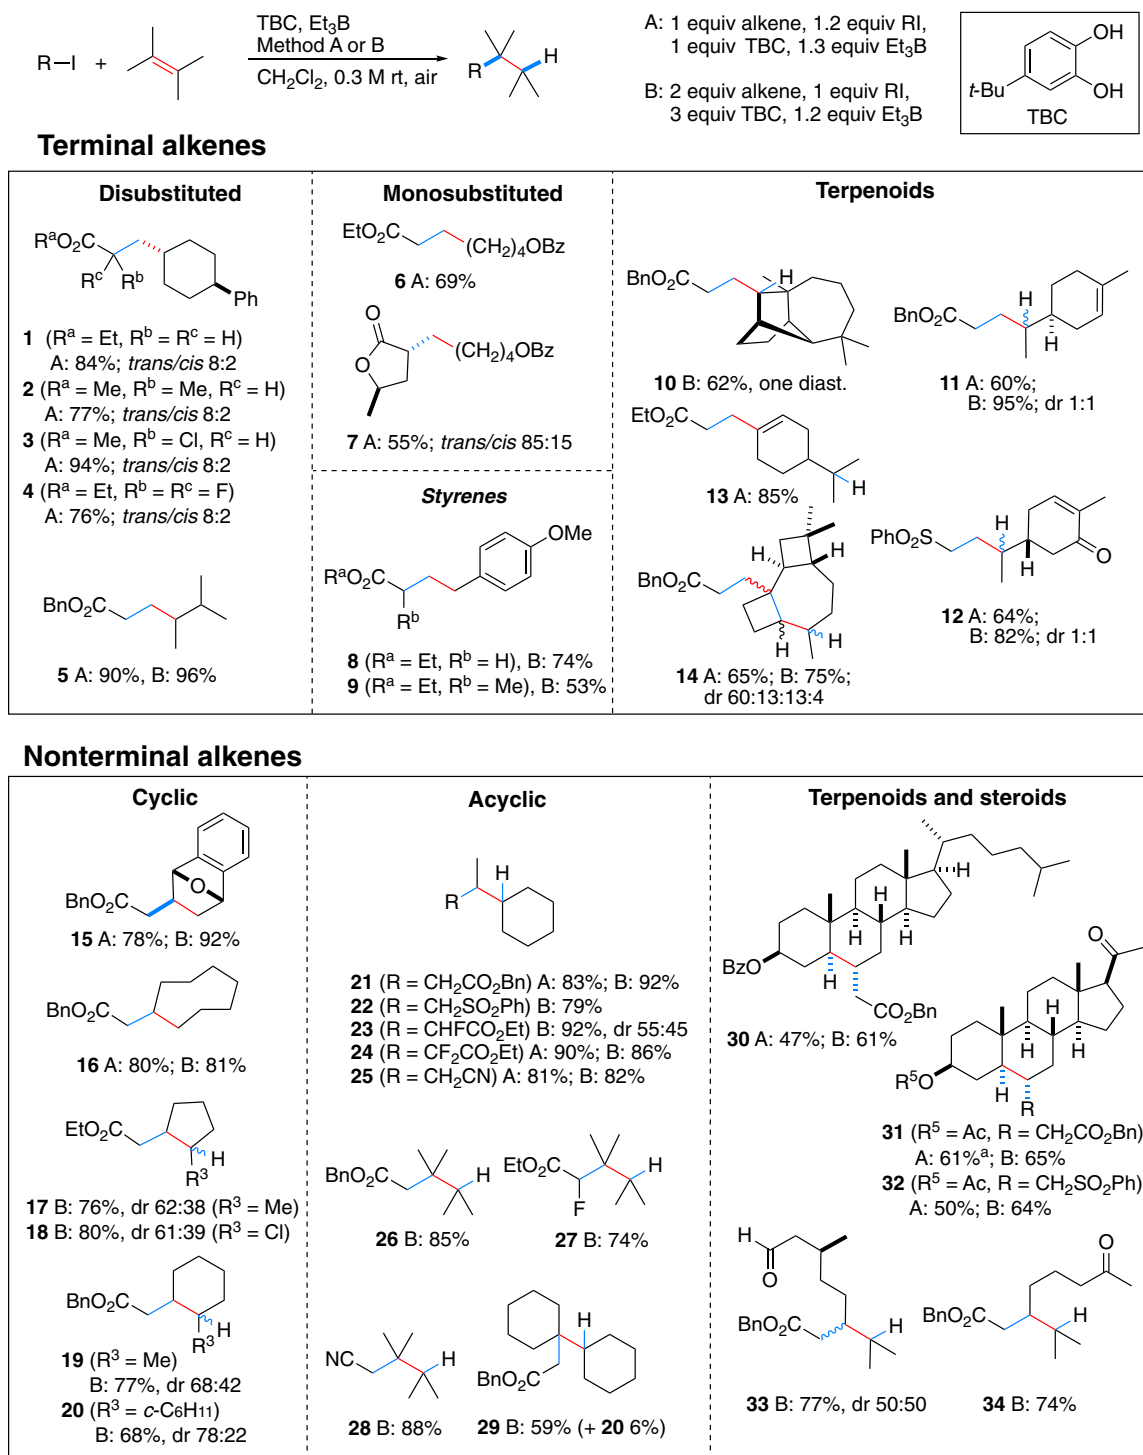 R–I + TBC, Et3B
Method A or B
CH2Cl2, 0.3 M rt, air
R H
A: 1 equiv alkene, 1.2 equiv RI,
1 equiv TBC, 1.3 equiv Et3B
B: 2 equiv alkene, 1 equiv RI,
3 equiv TBC, 1.2 equiv Et3B
OH
OH
t-Bu
TBC
Terminal alkenes
Disubstituted
RaO2C
Rc Rb
Ph
1 (Ra = Et, Rb = Rc = H)
A: 84%; trans/cis 8:2
2 (Ra = Me, Rb = Me, Rc = H)
A: 77%; trans/cis 8:2
3 (Ra = Me, Rb = Cl, Rc = H)
A: 94%; trans/cis 8:2
4 (Ra = Et, Rb = Rc = F)
A: 76%; trans/cis 8:2
BnO2C
5 A: 90%, B: 96%
Monosubstituted
EtO2C
(CH2)4OBz
6 A: 69%
O
O
(CH2)4OBz
7 A: 55%; trans/cis 85:15
Styrenes
OMe
RaO2C
Rb
8 (Ra = Et, Rb = H), B: 74%
9 (Ra = Et, Rb = Me), B: 53%
Terpenoids
BnO2C
H
10 B: 62%, one diast.
BnO2C
H
H
11 A: 60%;
B: 95%; dr 1:1
EtO2C
H
13 A: 85%
PhO2S
H
H
O
12 A: 64%;
B: 82%; dr 1:1
H
H
BnO2C
H
H
14 A: 65%; B: 75%;
dr 60:13:13:4
Nonterminal alkenes
Cyclic
O
BnO2C
15 A: 78%; B: 92%
BnO2C
16 A: 80%; B: 81%
EtO2C
H
R3
17 B: 76%, dr 62:38 (R3 = Me)
18 B: 80%, dr 61:39 (R3 = Cl)
BnO2C
H
R3
19 (R3 = Me)
B: 77%, dr 68:42
20 (R3 = c-C6H11)
B: 68%, dr 78:22
Acyclic
H
R
21 (R = CH2CO2Bn) A: 83%; B: 92%
22 (R = CH2SO2Ph) B: 79%
23 (R = CHFCO2Et) B: 92%, dr 55:45
24 (R = CF2CO2Et) A: 90%; B: 86%
25 (R = CH2CN) A: 81%; B: 82%
BnO2C
H
26 B: 85%
EtO2C
F
H
27 B: 74%
NC
H
28 B: 88%
H
BnO2C
29 B: 59% (+ 20 6%)
Terpenoids and steroids
H
H
H
H
H
BzO
CO2Bn
30 A: 47%; B: 61%
O
H
H
H
H
R5O
R
31 (R5 = Ac, R = CH2CO2Bn)
A: 61%a; B: 65%
32 (R5 = Ac, R = CH2SO2Ph)
A: 50%; B: 64%
H
O
BnO2C
H
33 B: 77%, dr 50:50
O
BnO2C
H
34 B: 74%